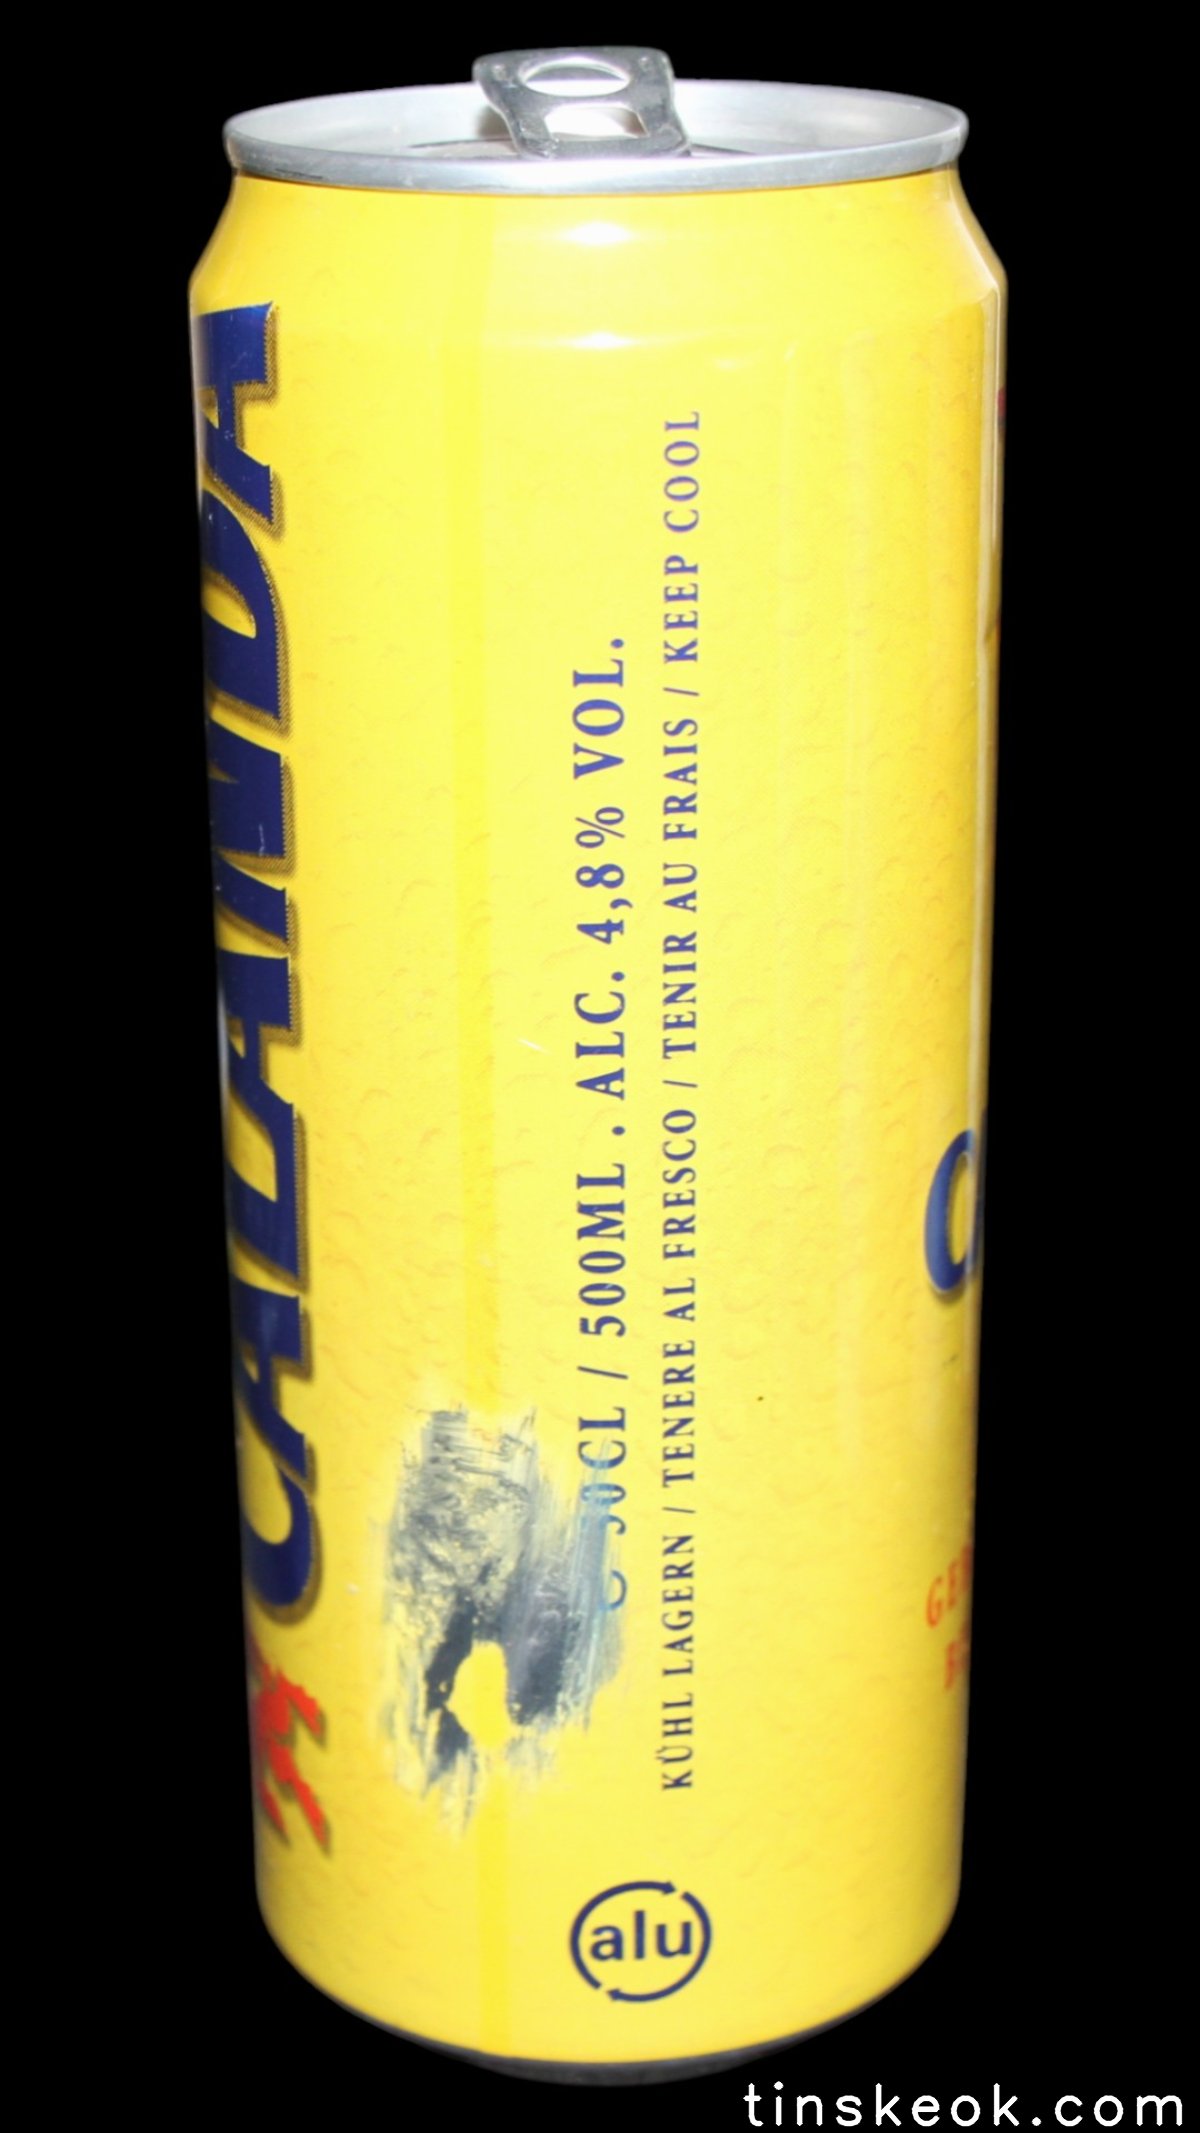 CALANDA
50CL / 500ML . ALC. 4,8% VOL.
KÜHL LAGERN / TENERE AL FRESCO / TENIR AU FRAIS / KEEP COOL
alu
tinskeok.com